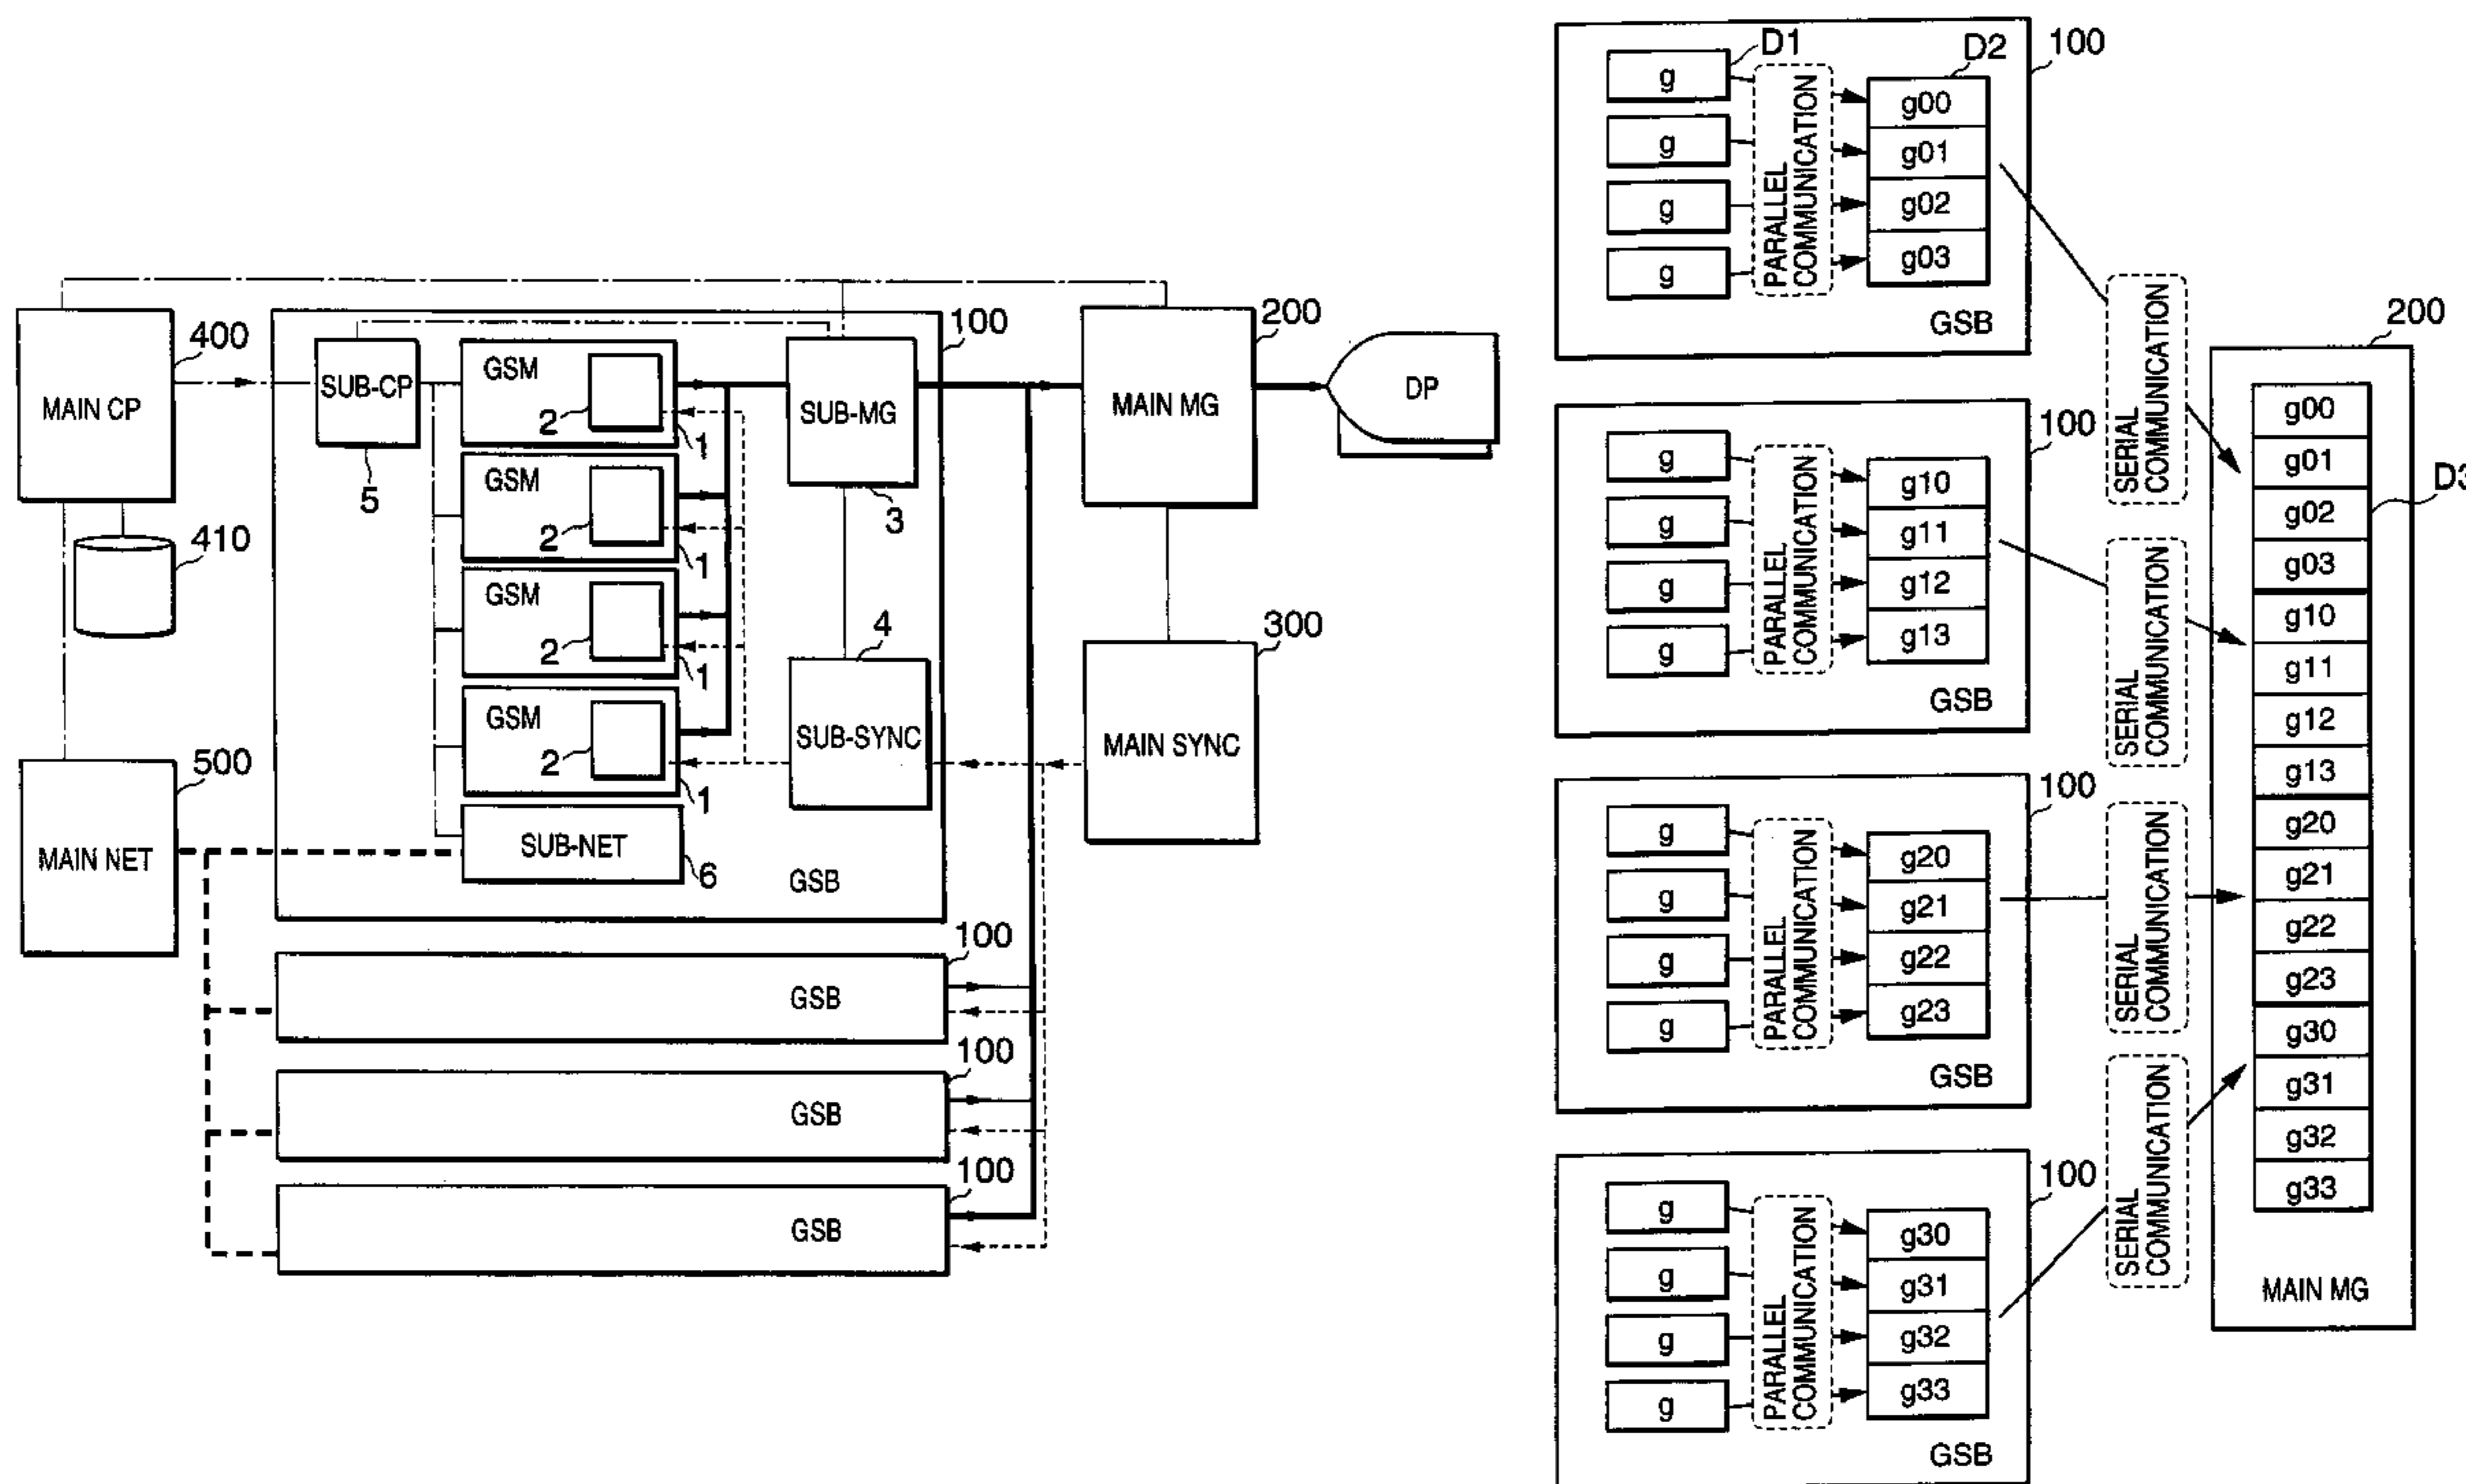 400
MAIN CP
410
500
MAIN NET
100
SUB-CP
5
GSM
2
1
GSM
2
1
GSM
2
1
GSM
2
1
SUB-MG
3
4
SUB-SYNC
SUB-NET
6
GSB
100
GSB
100
GSB
100
GSB
200
MAIN MG
DP
300
MAIN SYNC
D1
D2
100
g
g
g
g
PARALLEL
COMMUNICATION
g00
g01
g02
g03
GSB
100
g
g
g
g
PARALLEL
COMMUNICATION
g10
g11
g12
g13
GSB
100
g
g
g
g
PARALLEL
COMMUNICATION
g20
g21
g22
g23
GSB
100
g
g
g
g
PARALLEL
COMMUNICATION
g30
g31
g32
g33
GSB
SERIAL
COMMUNICATION
SERIAL
COMMUNICATION
SERIAL
COMMUNICATION
SERIAL
COMMUNICATION
200
D3
g00
g01
g02
g03
g10
g11
g12
g13
g20
g21
g22
g23
g30
g31
g32
g33
MAIN MG